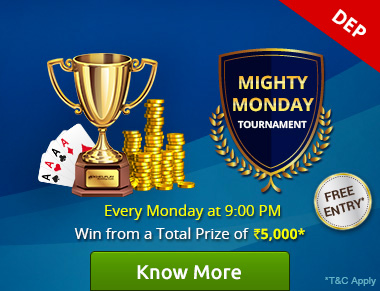 DEP
MIGHTY
MONDAY
TOURNAMENT
A A A A
FREE
ENTRY*
Every Monday at 9:00 PM
Win from a Total Prize of ₹5,000*
Know More
*T&C Apply